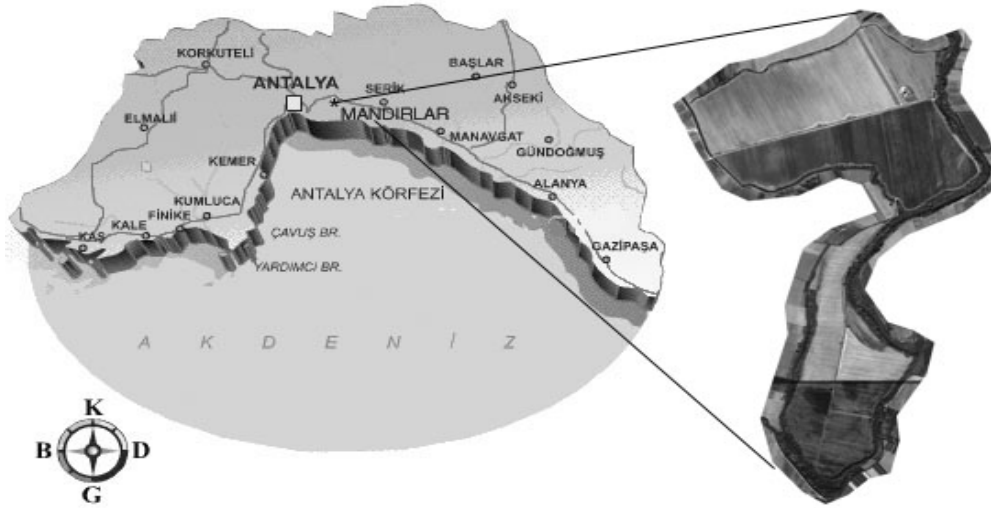 KORKUTELİ
BAŞLAR
ANTALYA
SERİK
AKSEKİ
MANDIRLAR
ELMALII
MANAVGAT
GÜNDOĞMUŞ
KEMER
ANTALYA KÖRFEZİ
ALANYA
KUMLUCA
FİNİKE
KALE
KAŞ
ÇAVUŞ BR.
GAZİPAŞA
YARDIMCI BR.
A K D E N İ Z
K
B D
G